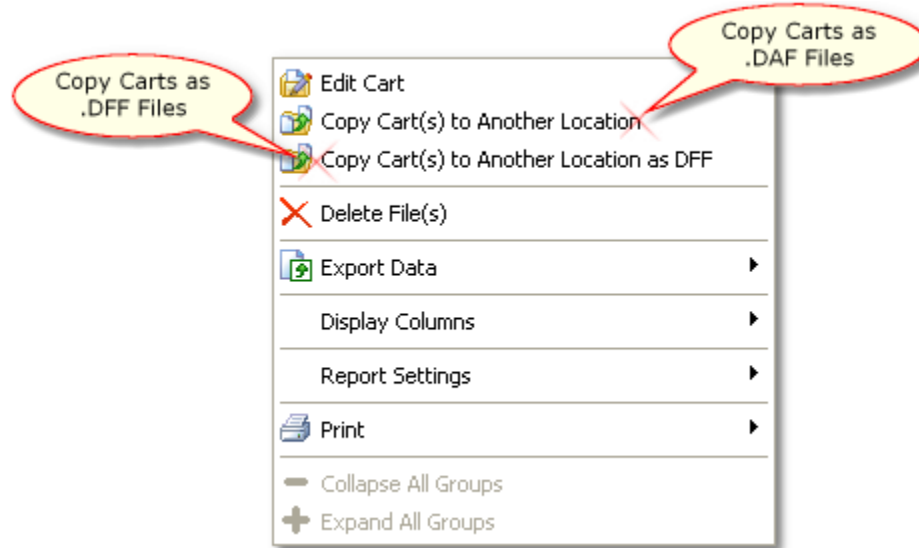 Copy Carts as
.DAF Files
Copy Carts as
.DFF Files
Edit Cart
Copy Cart(s) to Another Location
Copy Cart(s) to Another Location as DFF
Delete File(s)
Export Data
Display Columns
Report Settings
Print
Collapse All Groups
Expand All Groups